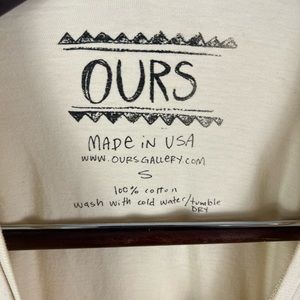 OURS
MADE IN USA
WWW.OURSGALLERY.COM
S
100% cotton
wash with cold water/tumble
DRY